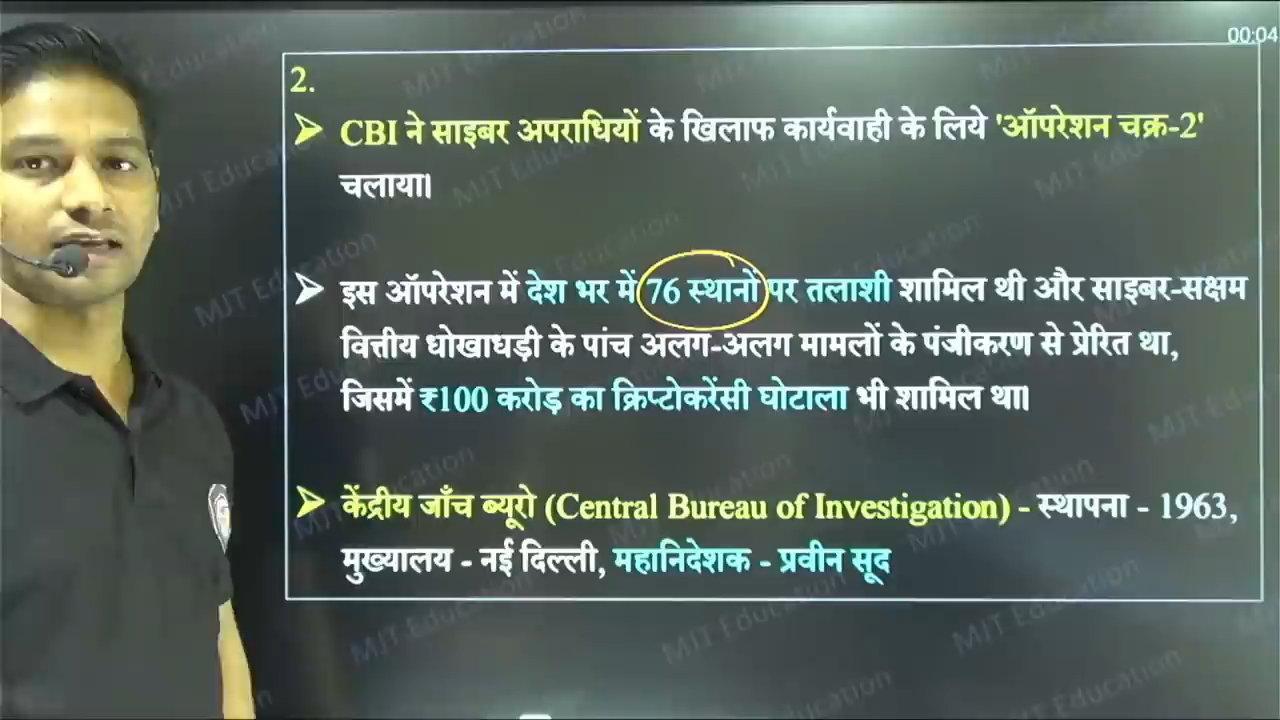 00:04
2.
➤ CBI ने साइबर अपराधियों के खिलाफ कार्यवाही के लिये 'ऑपरेशन चक्र-2'
चलाया।
➤ इस ऑपरेशन में देश भर में 76 स्थानों पर तलाशी शामिल थी और साइबर-सक्षम
वित्तीय धोखाधड़ी के पांच अलग-अलग मामलों के पंजीकरण से प्रेरित था,
जिसमें ₹100 करोड़ का क्रिप्टोकरेंसी घोटाला भी शामिल था।
➤ केंद्रीय जाँच ब्यूरो (Central Bureau of Investigation) - स्थापना - 1963,
मुख्यालय - नई दिल्ली, महानिदेशक - प्रवीन सूद
MJT Education